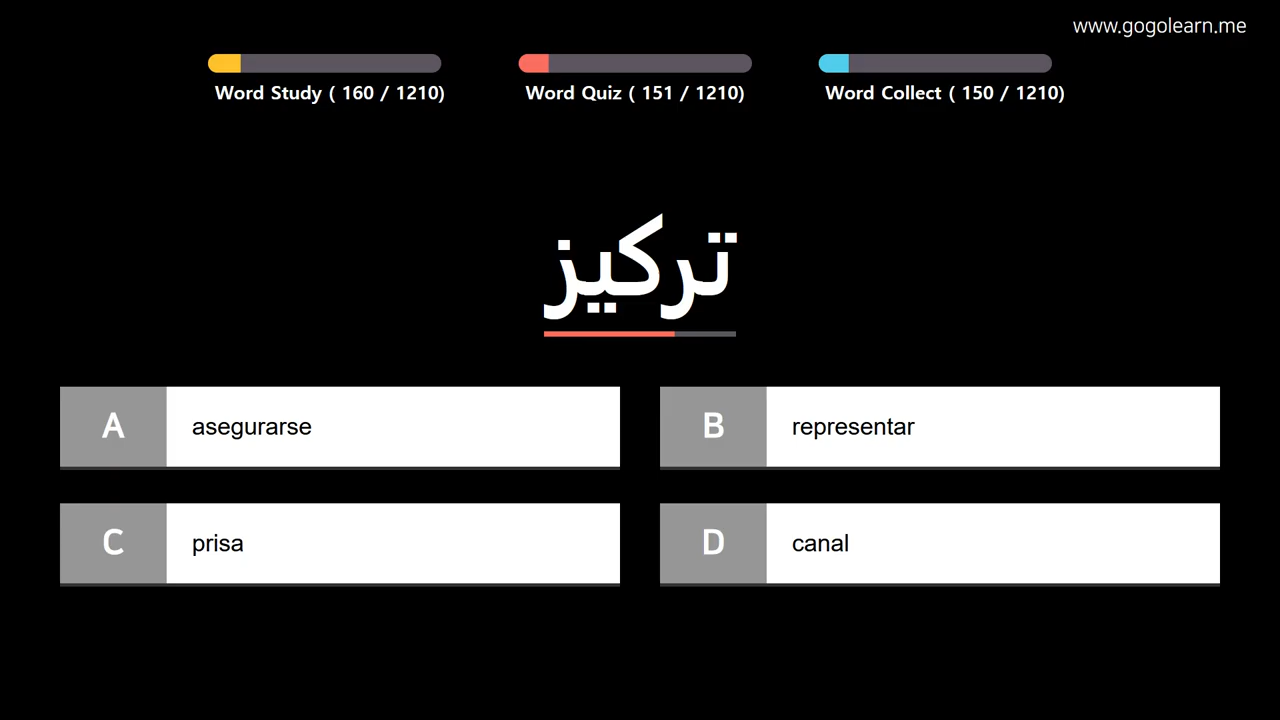 www.gogolearn.me
Word Study ( 160 / 1210)
Word Quiz ( 151 / 1210)
Word Collect ( 150 / 1210)
تركيز
A asegurarse
B representar
C prisa
D canal